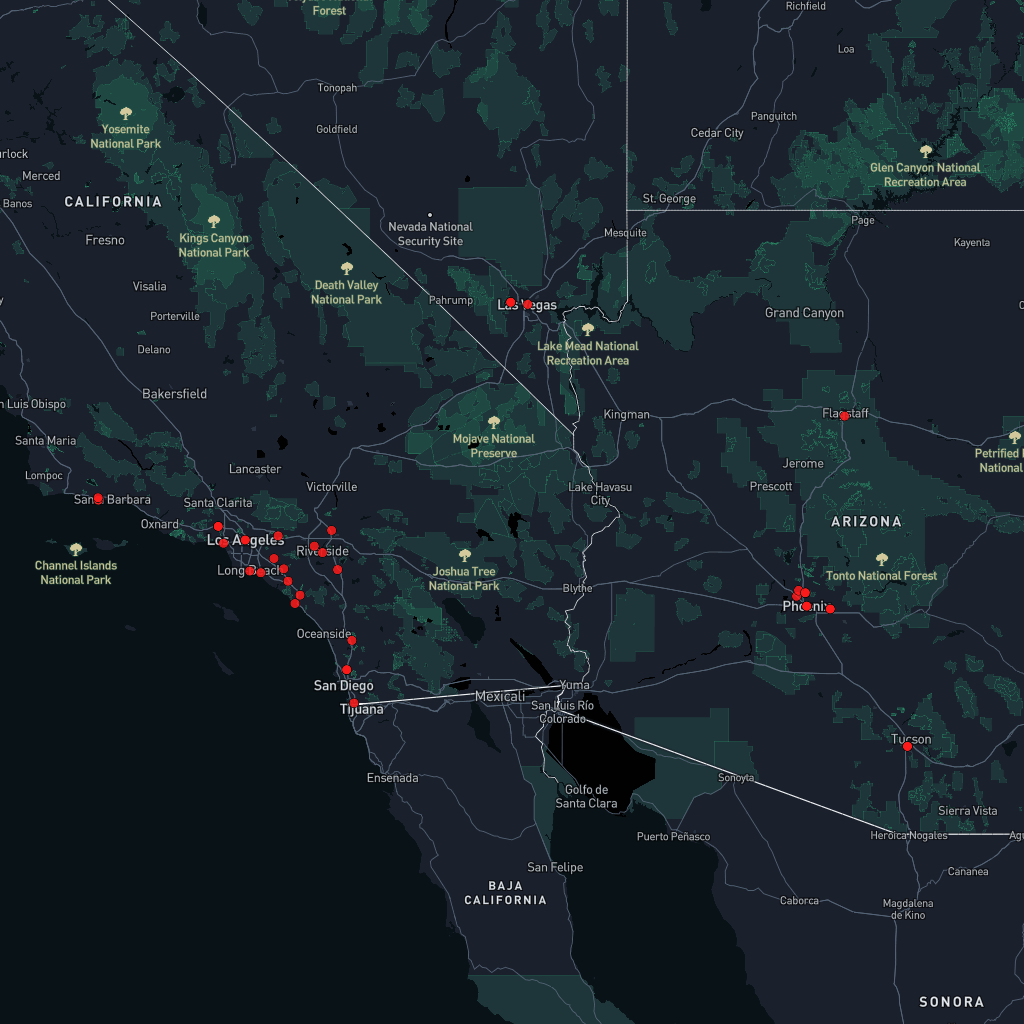 Richfield
Forest
Loa
Tonopah
Goldfield
Panguitch
Cedar City
Yosemite
National Park
Glen Canyon National
Recreation Area
Merced
Banos
CALIFORNIA
St. George
Page
Nevada National
Security Site
Mesquite
Fresno
Kayenta
Kings Canyon
National Park
Death Valley
National Park
Visalia
Pahrump
Las Vegas
Porterville
Grand Canyon
Lake Mead National
Recreation Area
Delano
Bakersfield
Luis Obispo
Kingman
Flagstaff
Santa Maria
Mojave National
Preserve
Petrified
National
Jerome
Lompoc
Lancaster
Victorville
Lake Havasu
City
Prescott
Santa Barbara
Santa Clarita
Oxnard
ARIZONA
Los Angeles
Riverside
Channel Islands
National Park
Long Beach
Joshua Tree
National Park
Blythe
Tonto National Forest
Phoenix
Oceanside
San Diego
Yuma
Mexicali
Tijuana
San Luis Río
Colorado
Tucson
Ensenada
Sonoyta
Golfo de
Santa Clara
Sierra Vista
Puerto Peñasco
Heroica Nogales
San Felipe
Cananea
BAJA
CALIFORNIA
Caborca
Magdalena
de Kino
SONORA